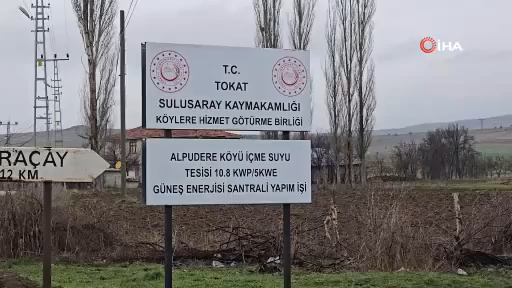 İHA
T.C.
TOKAT
SULUSARAY KAYMAKAMLIĞI
KÖYLERE HİZMET GÖTÜRME BİRLİĞİ
ALPUDERE KÖYÜ İÇME SUYU
TESİSİ 10.8 KWP/5KWE
GÜNEŞ ENERJİSİ SANTRALİ YAPIM İŞİ
RAÇAY
12 KM